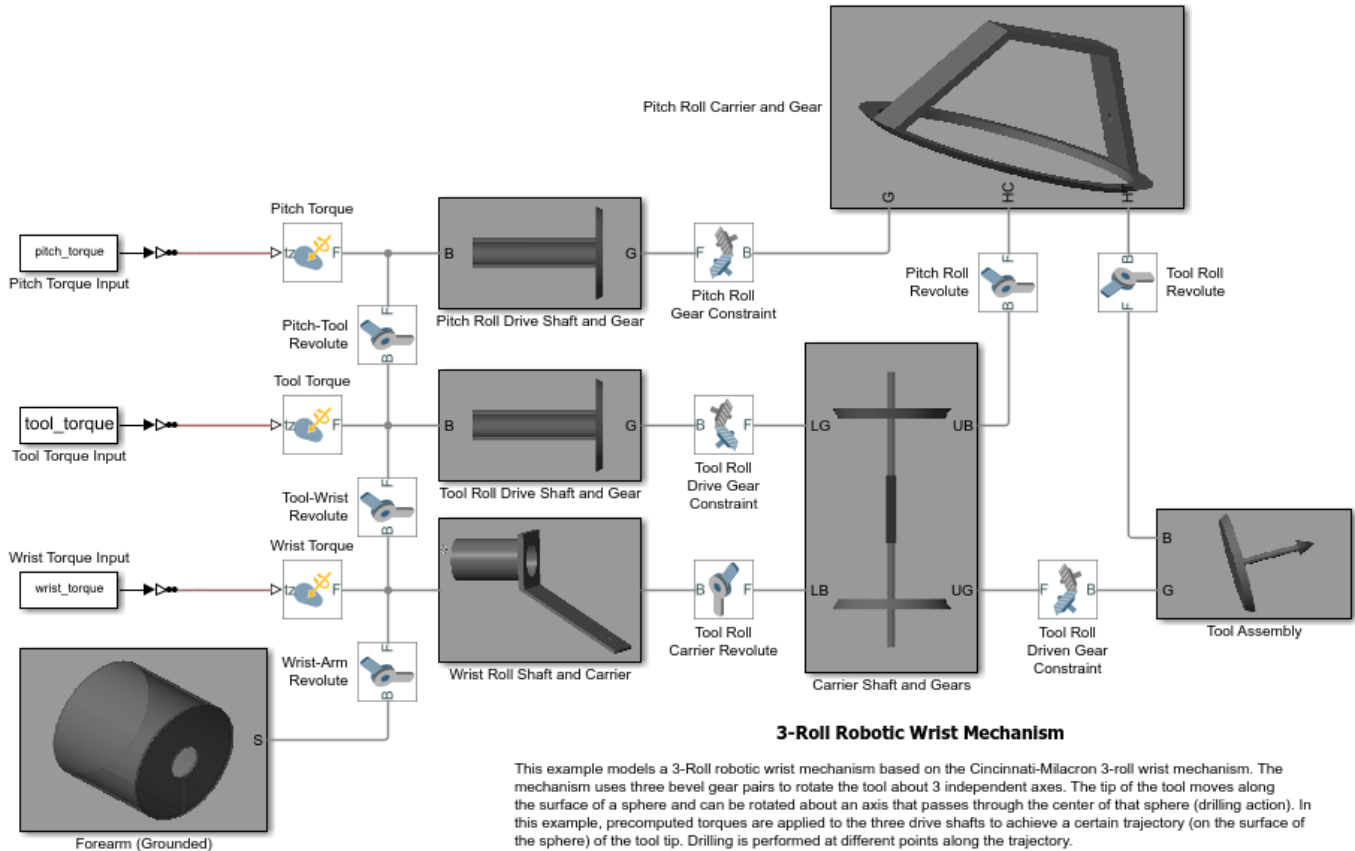 Pitch Roll Carrier and Gear
G
HC
HT
Pitch Torque
pitch_torque
tz
F
B
G
F
B
Pitch Torque Input
Pitch Roll Drive Shaft and Gear
Pitch Roll
Gear Constraint
F
Pitch Roll
Revolute
B
B
Tool Roll
Revolute
F
F
Pitch-Tool
Revolute
B
Tool Torque
tool_torque
tz
F
B
G
B
F
LG
UB
Tool Torque Input
Tool Roll Drive Shaft and Gear
Tool Roll
Drive Gear
Constraint
F
Tool-Wrist
Revolute
B
Wrist Torque Input
Wrist Torque
wrist_torque
tz
F
B
F
LB
UG
F
B
B
G
Tool Roll
Carrier Revolute
Tool Roll
Driven Gear
Constraint
Tool Assembly
F
Wrist-Arm
Revolute
B
Wrist Roll Shaft and Carrier
Carrier Shaft and Gears
S
Forearm (Grounded)
3-Roll Robotic Wrist Mechanism
This example models a 3-Roll robotic wrist mechanism based on the Cincinnati-Milacron 3-roll wrist mechanism. The
mechanism uses three bevel gear pairs to rotate the tool about 3 independent axes. The tip of the tool moves along
the surface of a sphere and can be rotated about an axis that passes through the center of that sphere (drilling action). In
this example, precomputed torques are applied to the three drive shafts to achieve a certain trajectory (on the surface of
the sphere) of the tool tip. Drilling is performed at different points along the trajectory.